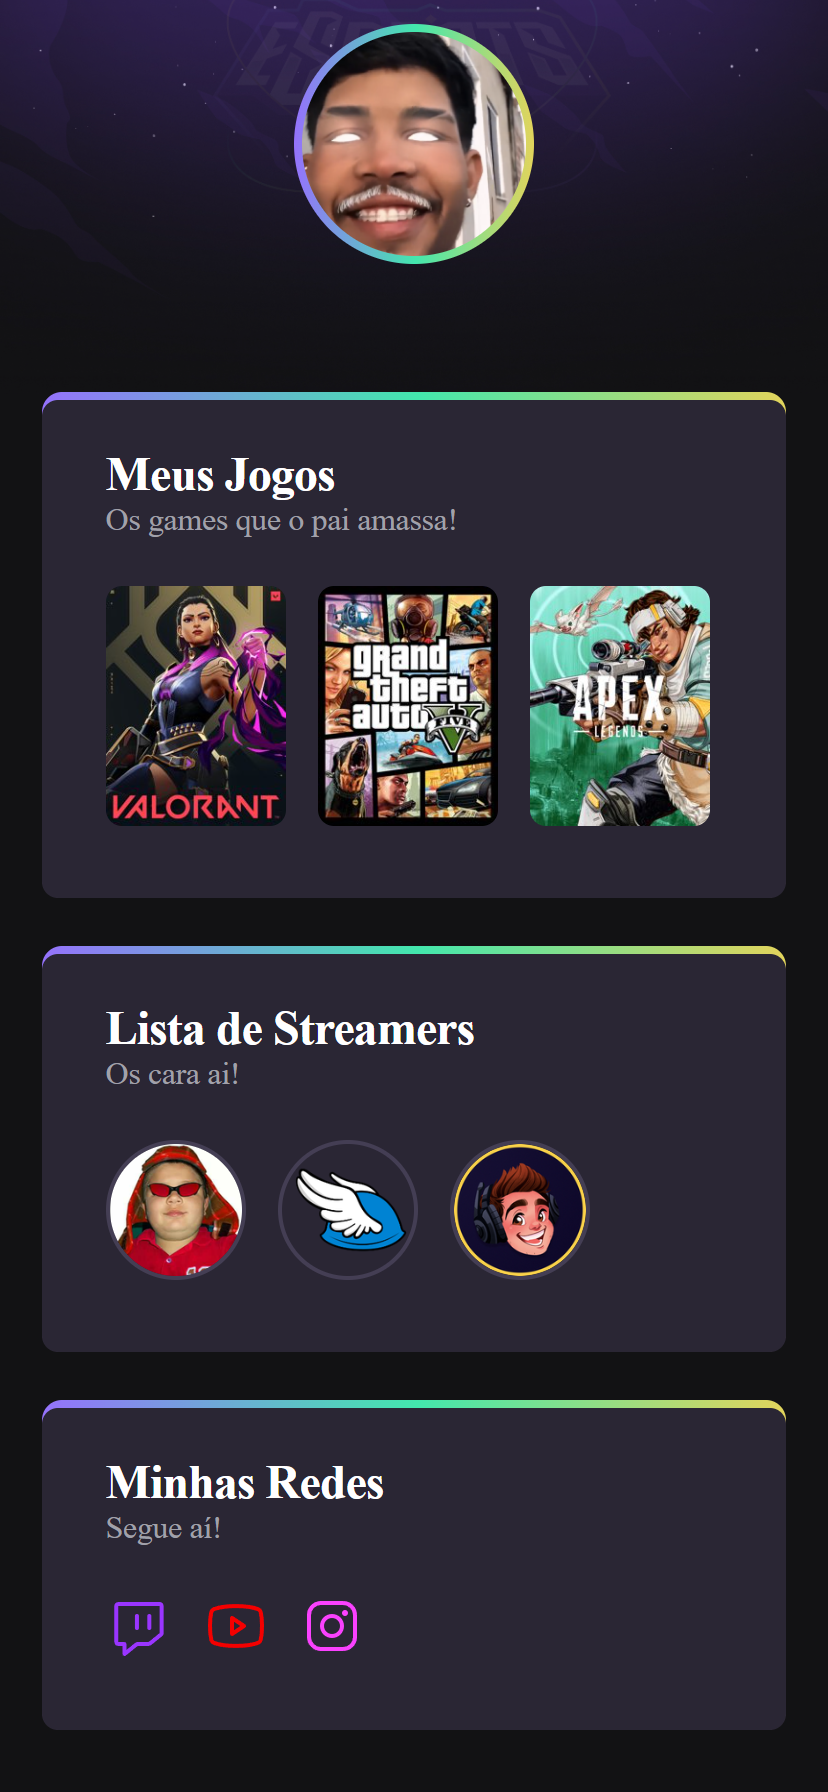 ESPORTS
Meus Jogos
Os games que o pai amassa!
VALORANT
grand
theft
auto
FIVE
APEX
LEGENDS
Lista de Streamers
Os cara ai!
Minhas Redes
Segue aí!